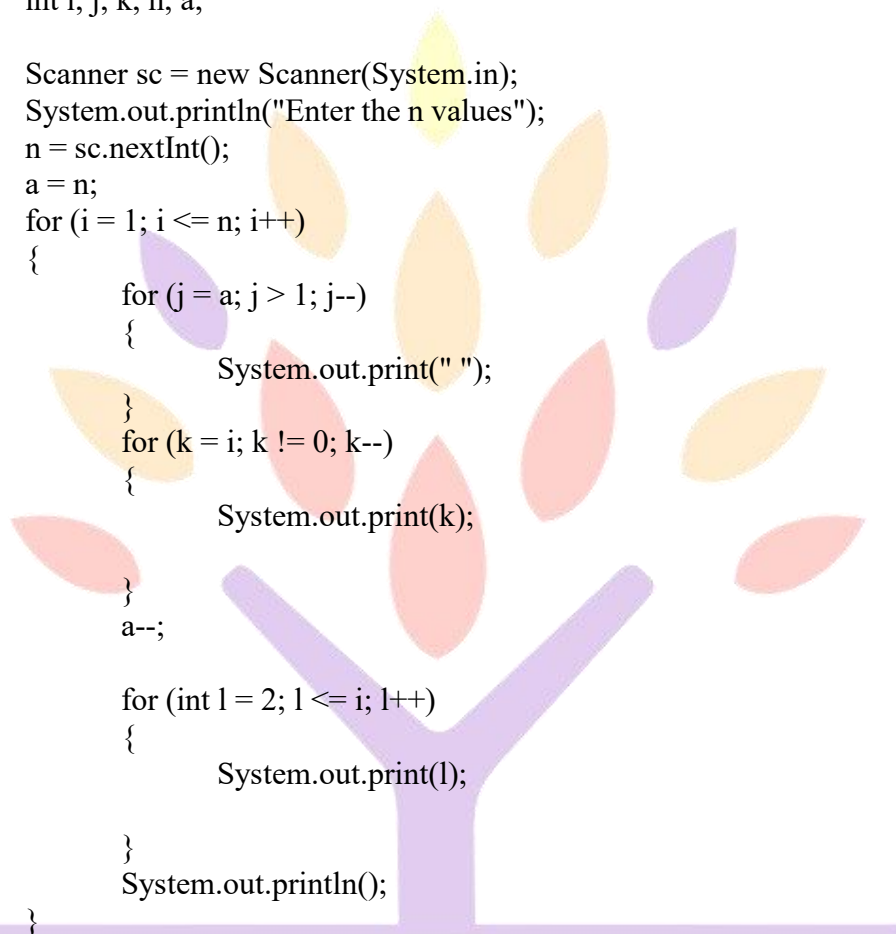 int i, j, k, n, a;
Scanner sc = new Scanner(System.in);
System.out.println("Enter the n values");
n = sc.nextInt();
a = n;
for (i = 1; i <= n; i++)
{
for (j = a; j > 1; j--)
{
System.out.print(" ");
}
for (k = i; k != 0; k--)
{
System.out.print(k);
}
a--;
for (int l = 2; l <= i; l++)
{
System.out.print(l);
}
System.out.println();
}